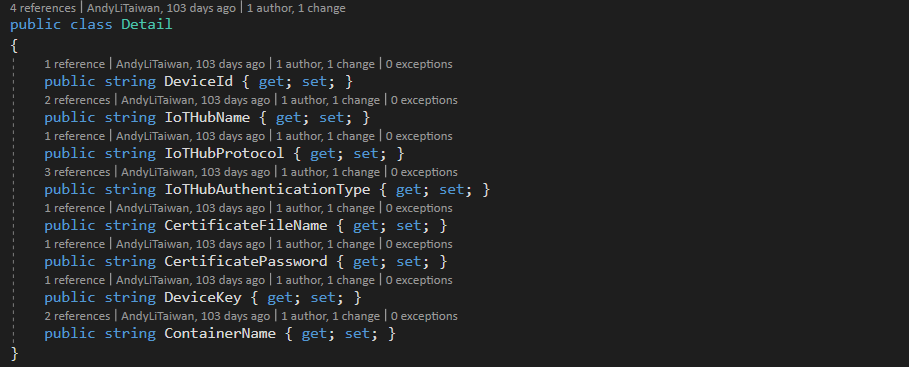 4 references | AndyLiTaiwan, 103 days ago | 1 author, 1 change
public class Detail
{
1 reference | AndyLiTaiwan, 103 days ago | 1 author, 1 change | 0 exceptions
public string DeviceId { get; set; }
2 references | AndyLiTaiwan, 103 days ago | 1 author, 1 change | 0 exceptions
public string IoTHubName { get; set; }
1 reference | AndyLiTaiwan, 103 days ago | 1 author, 1 change | 0 exceptions
public string IoTHubProtocol { get; set; }
3 references | AndyLiTaiwan, 103 days ago | 1 author, 1 change | 0 exceptions
public string IoTHubAuthenticationType { get; set; }
1 reference | AndyLiTaiwan, 103 days ago | 1 author, 1 change | 0 exceptions
public string CertificateFileName { get; set; }
1 reference | AndyLiTaiwan, 103 days ago | 1 author, 1 change | 0 exceptions
public string CertificatePassword { get; set; }
1 reference | AndyLiTaiwan, 103 days ago | 1 author, 1 change | 0 exceptions
public string DeviceKey { get; set; }
2 references | AndyLiTaiwan, 103 days ago | 1 author, 1 change | 0 exceptions
public string ContainerName { get; set; }
}